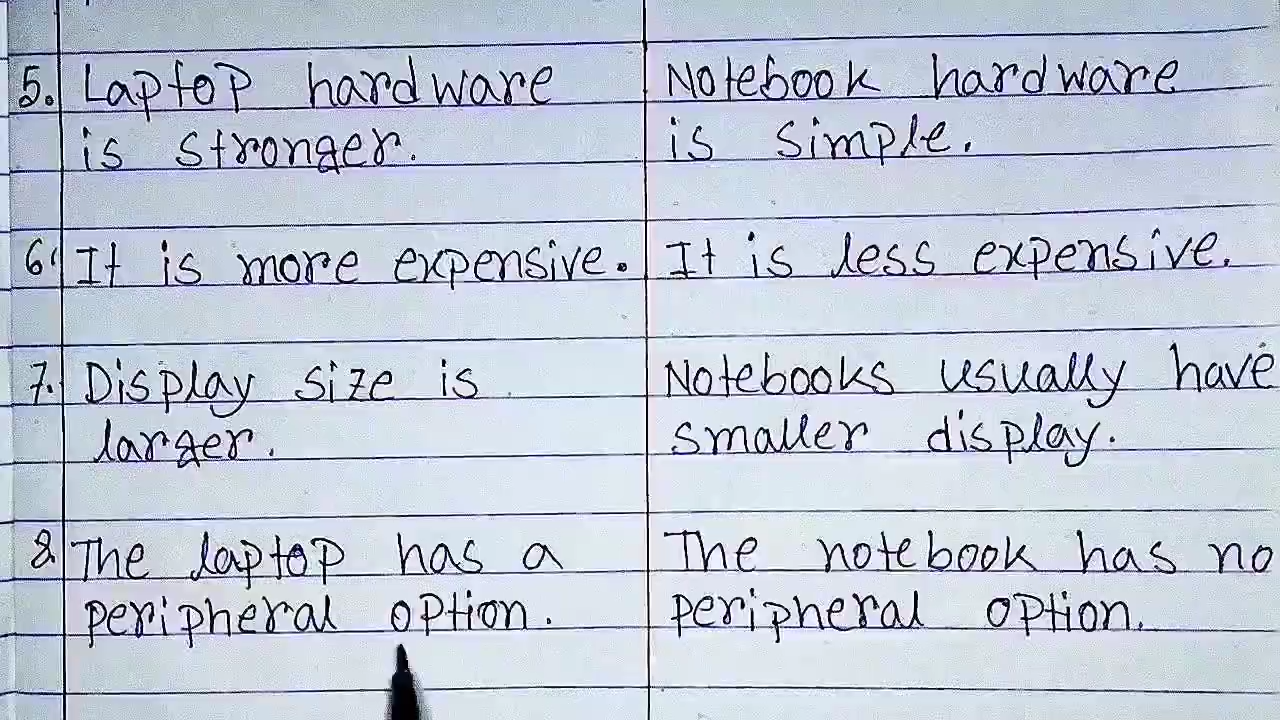 5. Laptop hardware
is stronger.
Notebook hardware
is simple.
6. It is more expensive.
It is less expensive.
7. Display size is
larger.
Notebooks usually have
smaller display.
8. The laptop has a
peripheral option.
The notebook has no
peripheral option.